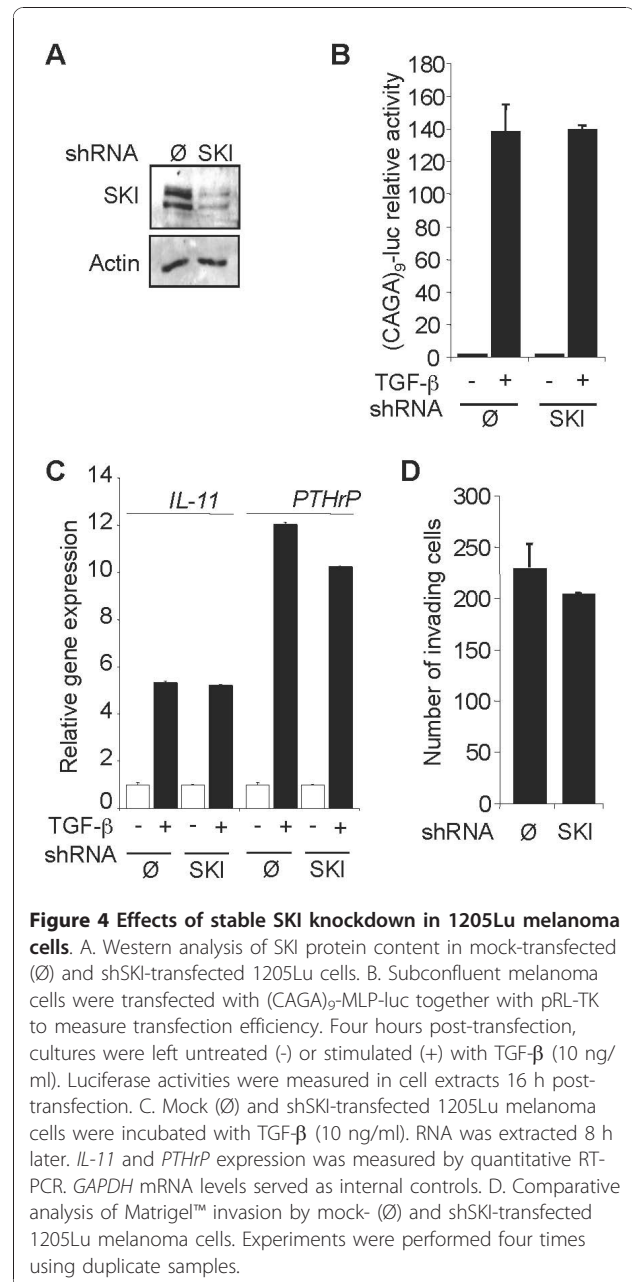 A
shRNA Ø SKI
SKI
Actin
B
(CAGA)9-luc relative activity
180
160
140
120
100
80
60
40
20
0
TGF-β - + - +
shRNA Ø SKI
C
Relative gene expression
14
12
10
8
6
4
2
0
IL-11 PTHrP
TGF-β - + - + - + - +
shRNA Ø SKI Ø SKI
D
Number of invading cells
300
250
200
150
100
50
0
shRNA Ø SKI
Figure 4 Effects of stable SKI knockdown in 1205Lu melanoma
cells. A. Western analysis of SKI protein content in mock-transfected
(Ø) and shSKI-transfected 1205Lu cells. B. Subconfluent melanoma
cells were transfected with (CAGA)9-MLP-luc together with pRL-TK
to measure transfection efficiency. Four hours post-transfection,
cultures were left untreated (-) or stimulated (+) with TGF-β (10 ng/
ml). Luciferase activities were measured in cell extracts 16 h post-
transfection. C. Mock (Ø) and shSKI-transfected 1205Lu melanoma
cells were incubated with TGF-β (10 ng/ml). RNA was extracted 8 h
later. IL-11 and PTHrP expression was measured by quantitative RT-
PCR. GAPDH mRNA levels served as internal controls. D. Comparative
analysis of Matrigel™ invasion by mock- (Ø) and shSKI-transfected
1205Lu melanoma cells. Experiments were performed four times
using duplicate samples.